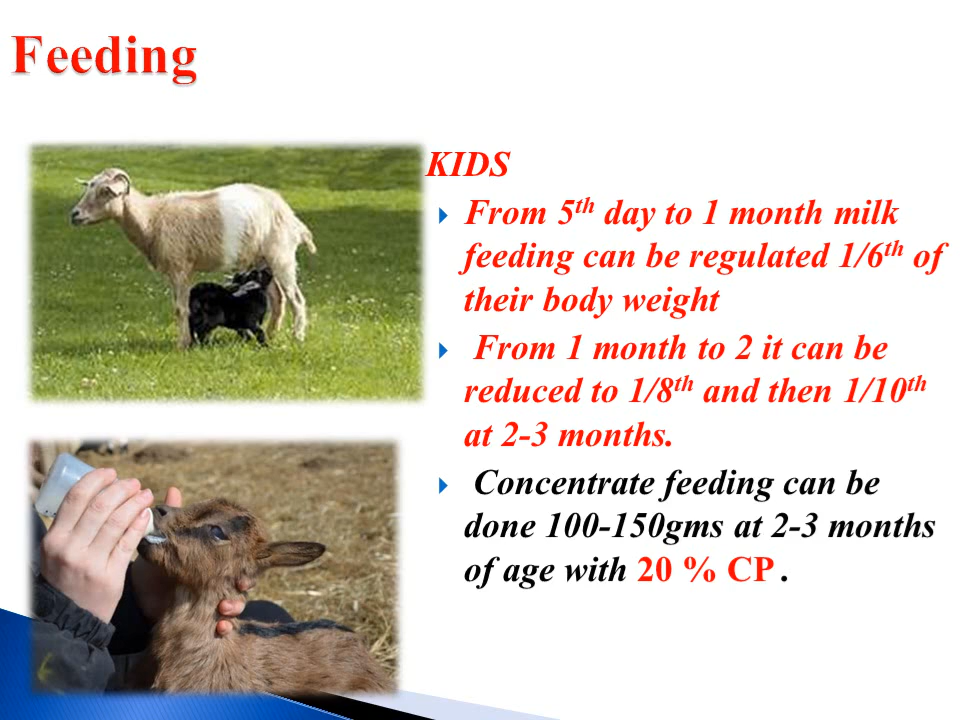 Feeding
KIDS
From 5th day to 1 month milk
feeding can be regulated 1/6th of
their body weight
From 1 month to 2 it can be
reduced to 1/8th and then 1/10th
at 2-3 months.
Concentrate feeding can be
done 100-150gms at 2-3 months
of age with 20 % CP .